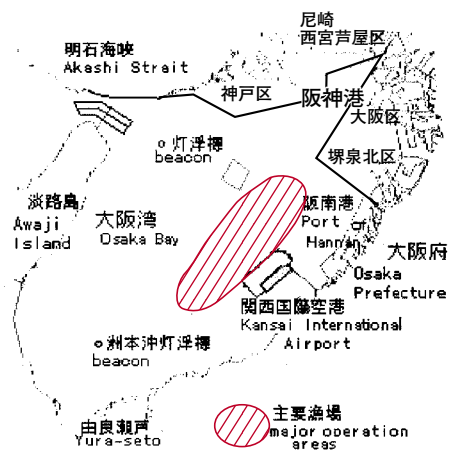 尼崎
西宮芦屋区
明石海峡
Akashi Strait
神戸区
阪神港
大阪区
灯浮標
beacon
堺泉北区
淡路島
Awaji
Island
大阪湾
Osaka Bay
阪南港
Port of
Hannan
大阪府
Osaka
Prefecture
関西国際空港
Kansai International
Airport
洲本沖灯浮標
beacon
由良瀬戸
Yura-seto
主要漁場
major operation
areas